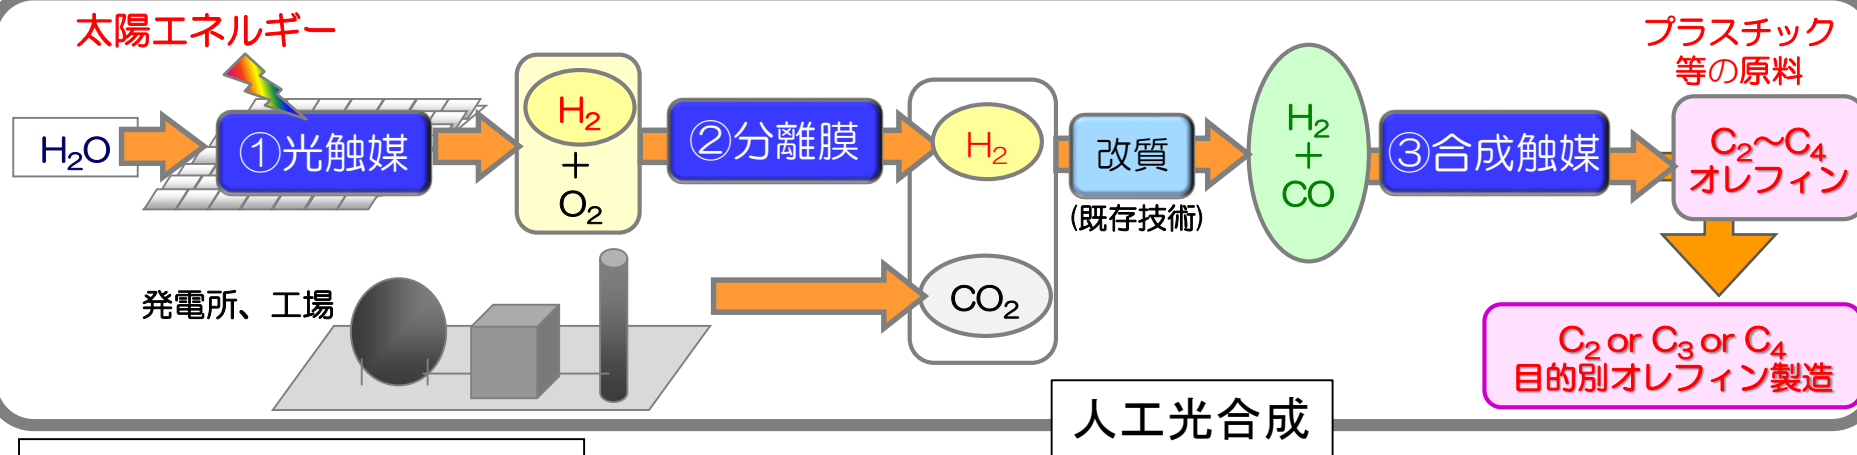 太陽エネルギー
H₂O
①光触媒
H₂
+
O₂
②分離膜
H₂
改質
(既存技術)
H₂
+
CO
③合成触媒
プラスチック
等の原料
C₂～C₄
オレフィン
発電所、工場
CO₂
C₂ or C₃ or C₄
目的別オレフィン製造
人工光合成